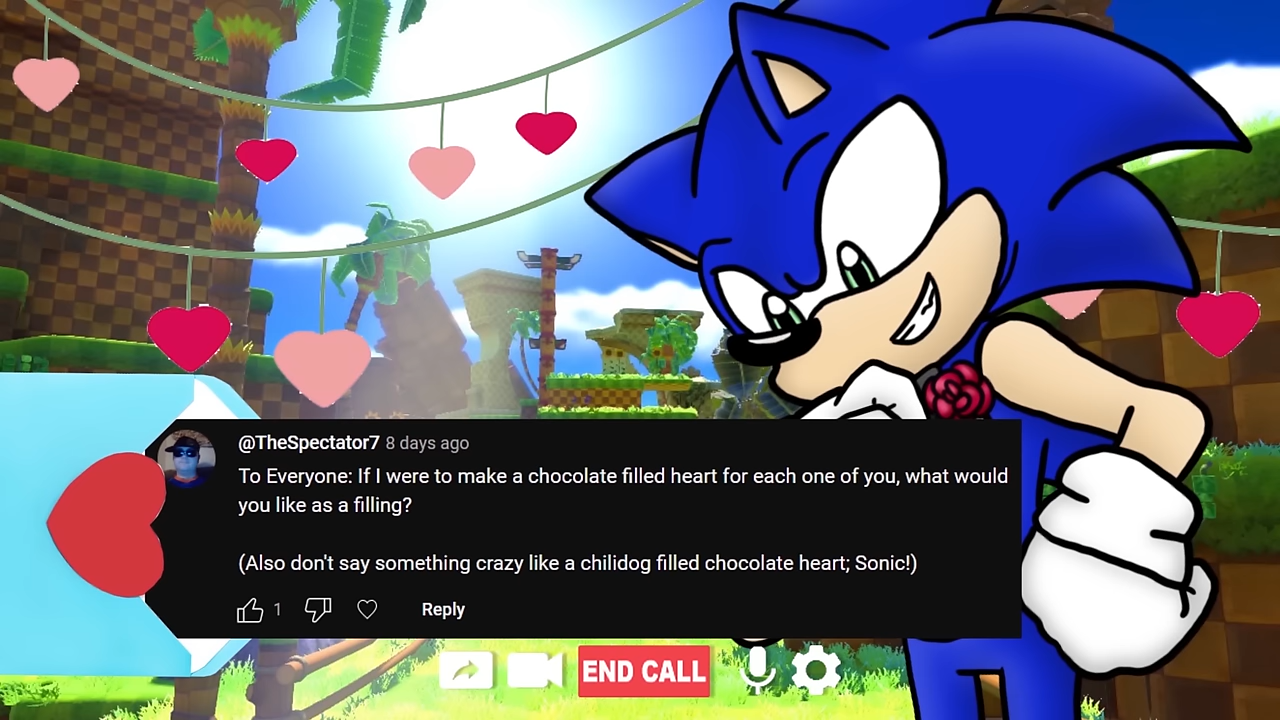 @TheSpectator7 8 days ago
To Everyone: If I were to make a chocolate filled heart for each one of you, what would
you like as a filling?
(Also don't say something crazy like a chilidog filled chocolate heart; Sonic!)
1 Reply
END CALL